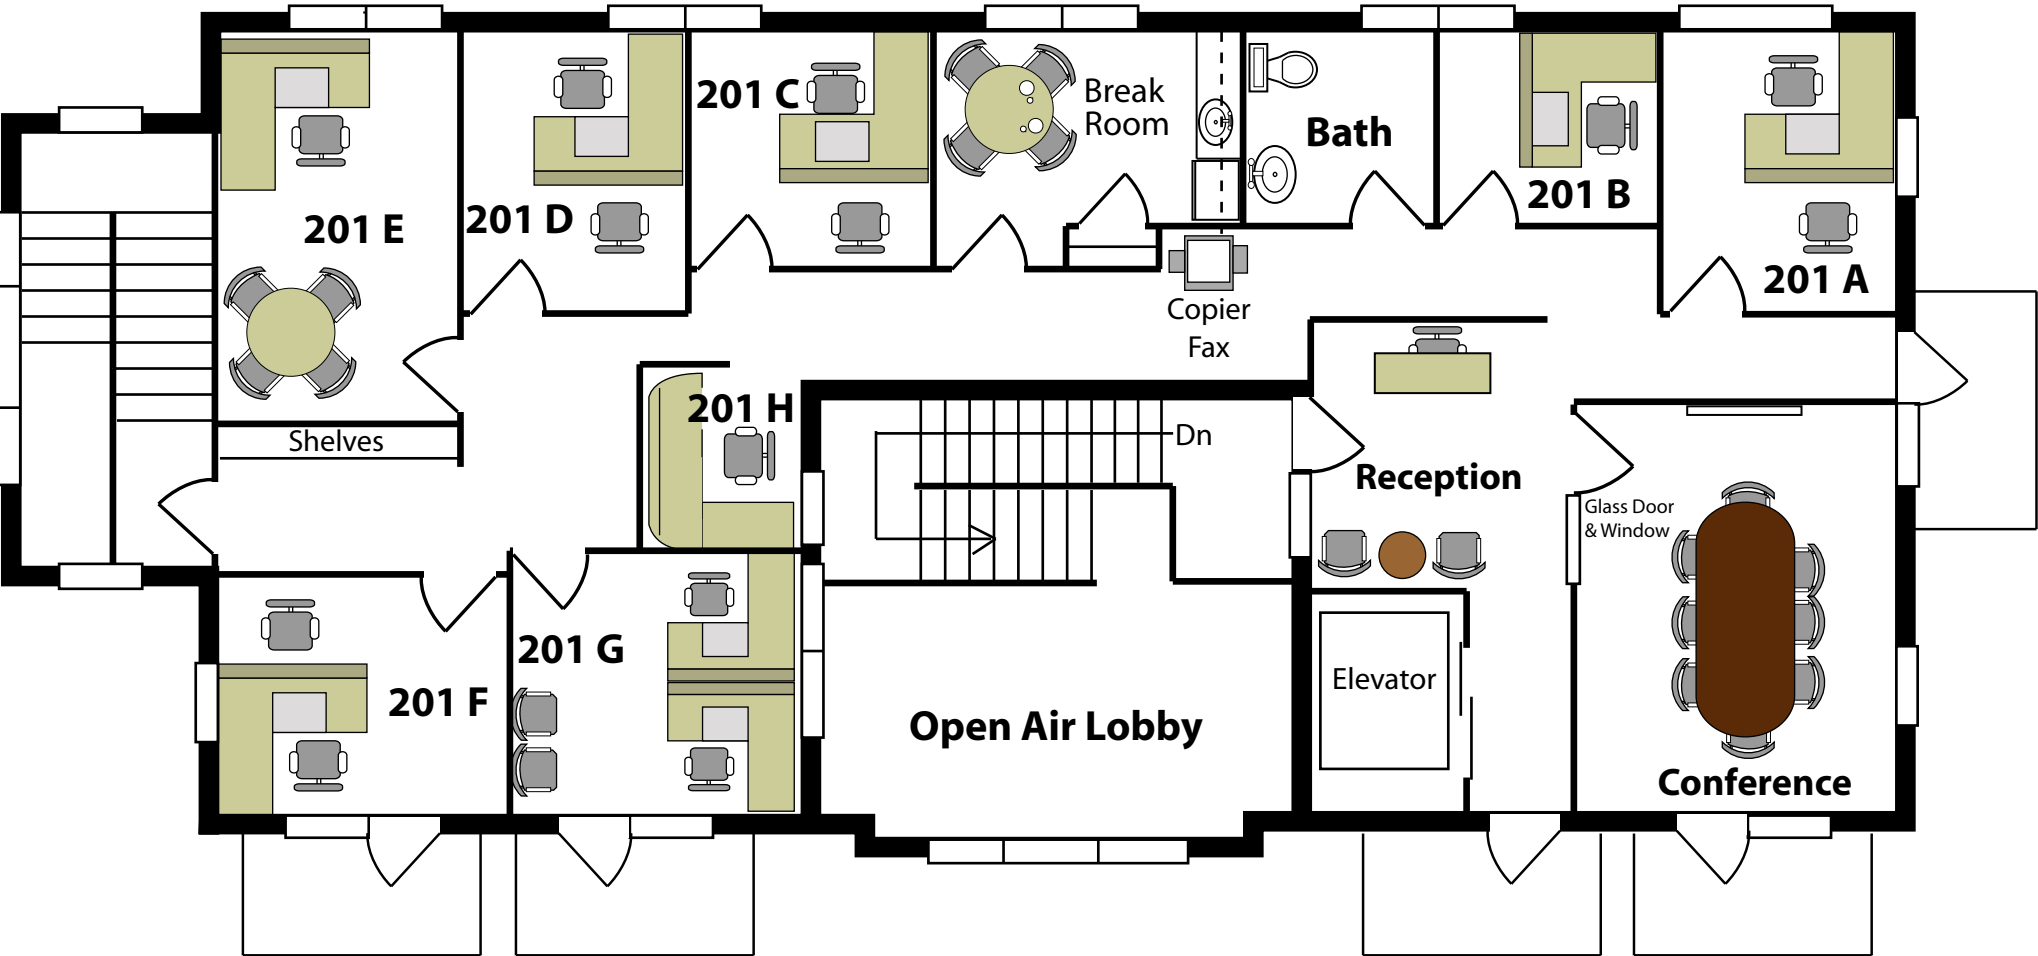 201 C
Break
Room
Bath
201 B
201 E
201 D
201 A
Copier
Fax
201 H
Shelves
Dn
Reception
Glass Door
& Window
201 G
201 F
Elevator
Open Air Lobby
Conference